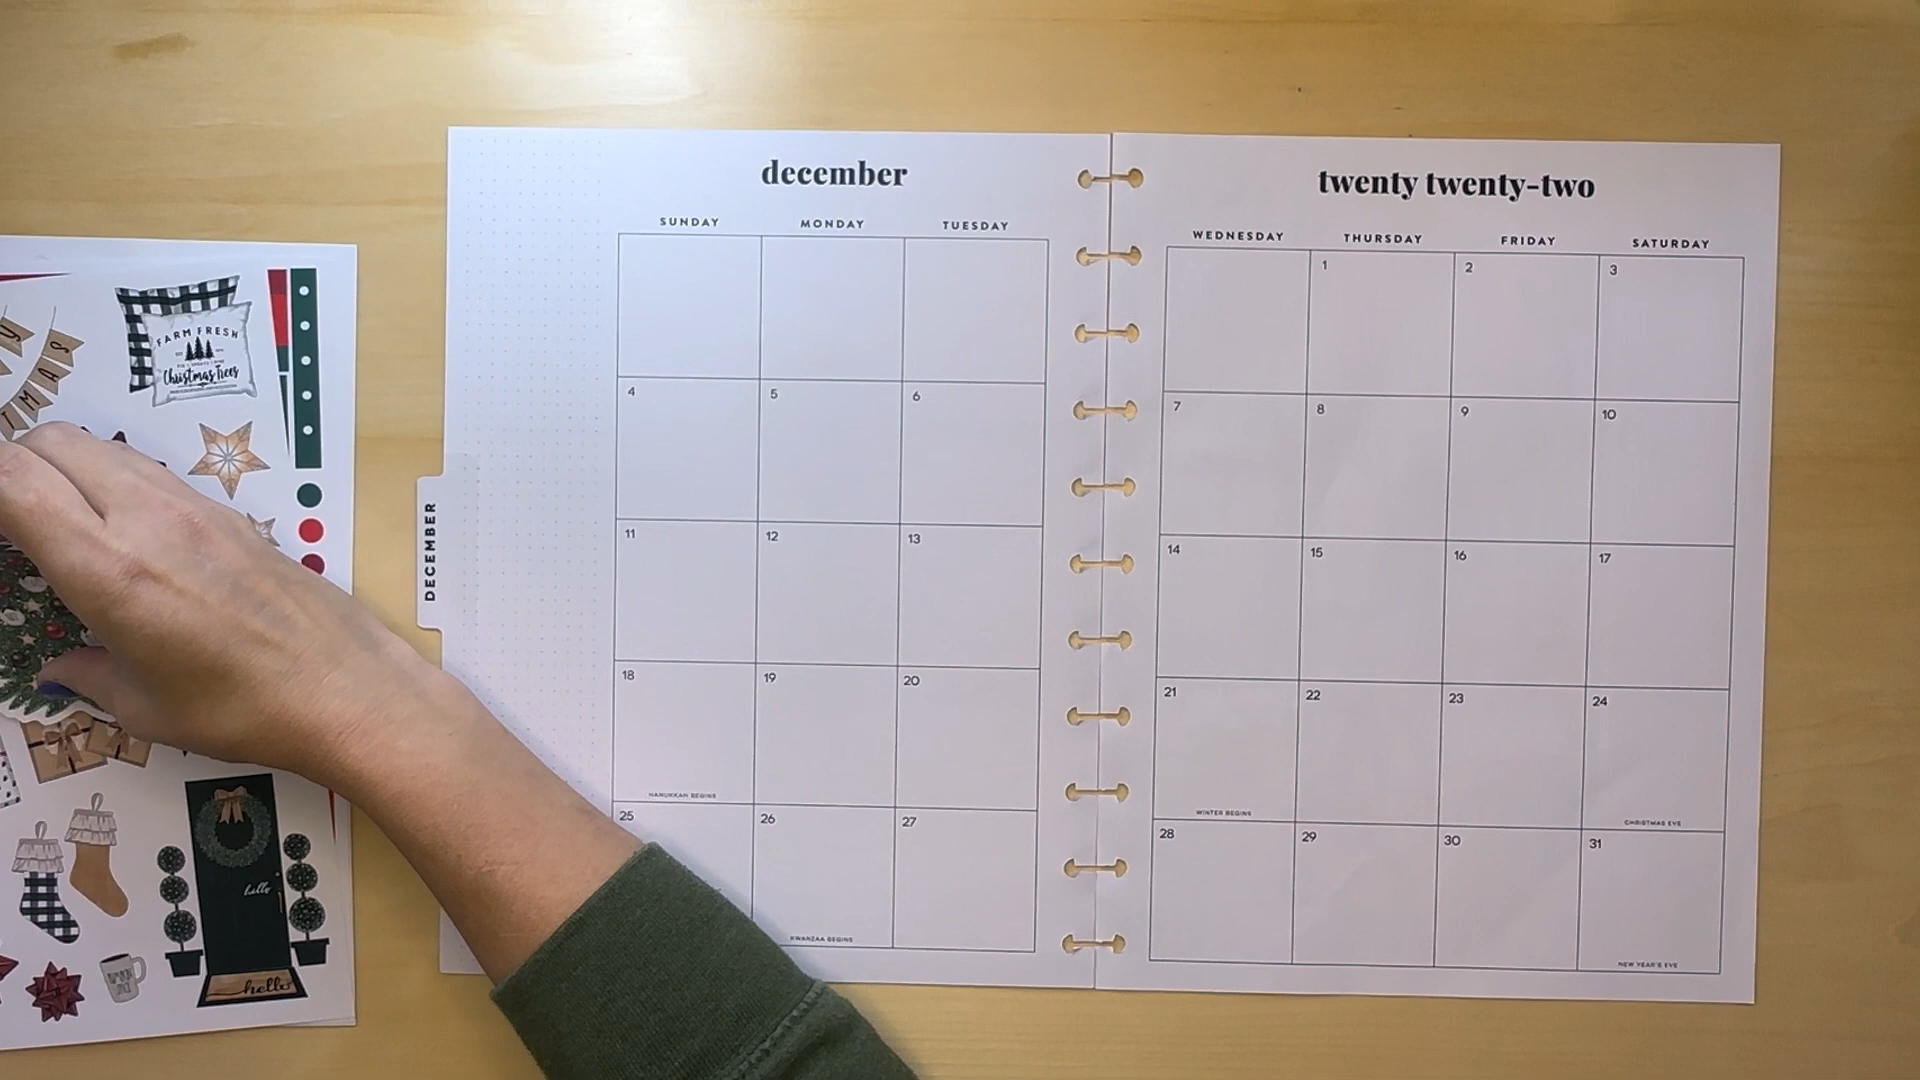 december
twenty twenty-two
SUNDAY MONDAY TUESDAY
WEDNESDAY THURSDAY FRIDAY SATURDAY
1 2 3
4 5 6
7 8 9 10
11 12 13
14 15 16 17
18 19 20
HANUKKAH BEGINS
21 22 23 24
WINTER BEGINS
CHRISTMAS EVE
25 26 27
KWANZAA BEGINS
28 29 30 31
NEW YEAR'S EVE
DECEMBER
FARM FRESH
Christmas Trees
hello
hello